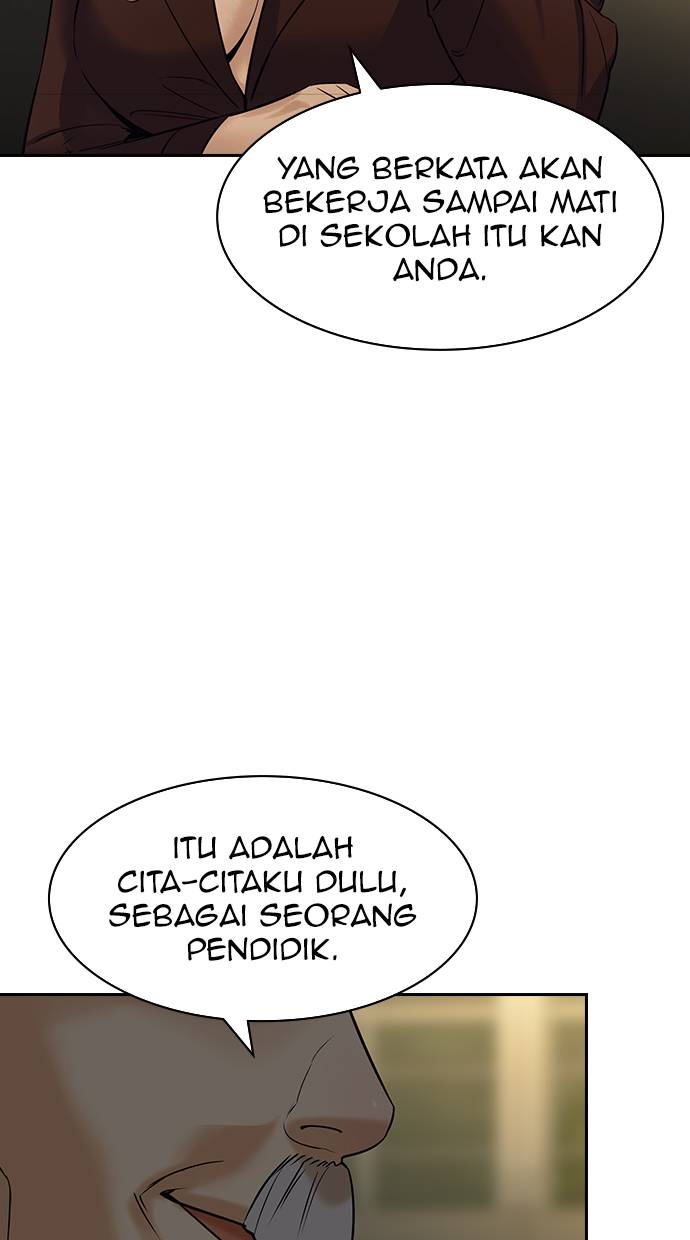 YANG BERKATA AKAN
BEKERJA SAMPAI MATI
DI SEKOLAH ITU KAN
ANDA.
ITU ADALAH
CITA-CITAKU DULU,
SEBAGAI SEORANG
PENDIDIK.